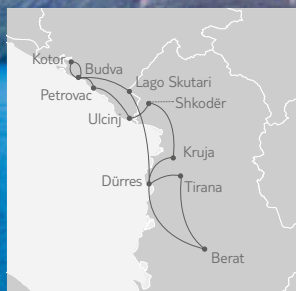 Kotor
Budva
Petrovac
Lago Skutari
Shkodër
Ulcinj
Kruja
Dürres
Tirana
Berat